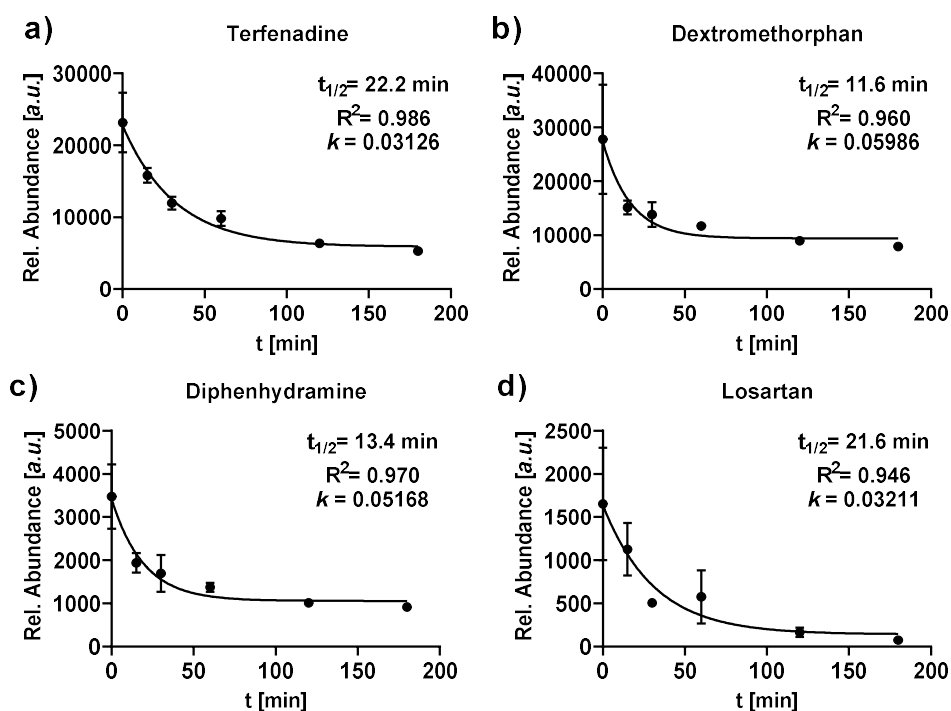 a)
Terfenadine
t1/2= 22.2 min
R2= 0.986
k = 0.03126
30000
20000
10000
0
Rel. Abundance [a.u.]
0 50 100 150 200
t [min]
b)
Dextromethorphan
t1/2= 11.6 min
R2= 0.960
k = 0.05986
40000
30000
20000
10000
0
Rel. Abundance [a.u.]
0 50 100 150 200
t [min]
c)
Diphenhydramine
t1/2= 13.4 min
R2= 0.970
k = 0.05168
5000
4000
3000
2000
1000
0
Rel. Abundance [a.u.]
0 50 100 150 200
t [min]
d)
Losartan
t1/2= 21.6 min
R2= 0.946
k = 0.03211
2500
2000
1500
1000
500
0
Rel. Abundance [a.u.]
0 50 100 150 200
t [min]